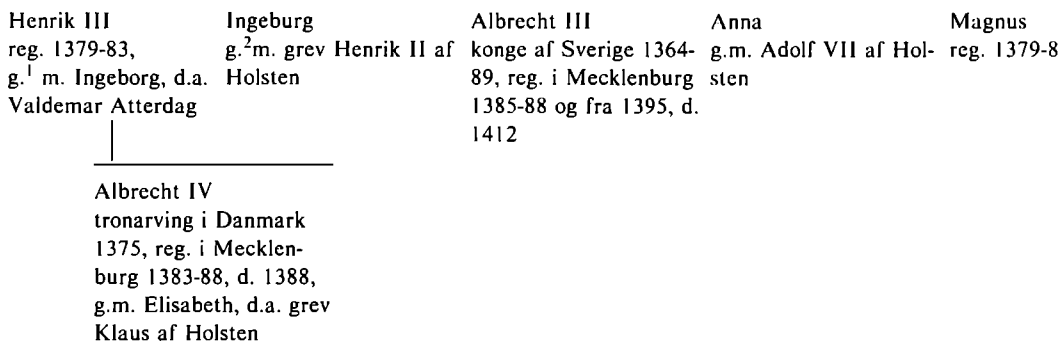 Henrik III
reg. 1379-83,
g.¹ m. Ingeborg, d.a.
Valdemar Atterdag
Ingeburg
g.²m. grev Henrik II af
Holsten
Albrecht III
konge af Sverige 1364-
89, reg. i Mecklenburg
1385-88 og fra 1395, d.
1412
Anna
g.m. Adolf VII af Hol-
sten
Magnus
reg. 1379-8
Albrecht IV
tronarving i Danmark
1375, reg. i Mecklen-
burg 1383-88, d. 1388,
g.m. Elisabeth, d.a. grev
Klaus af Holsten